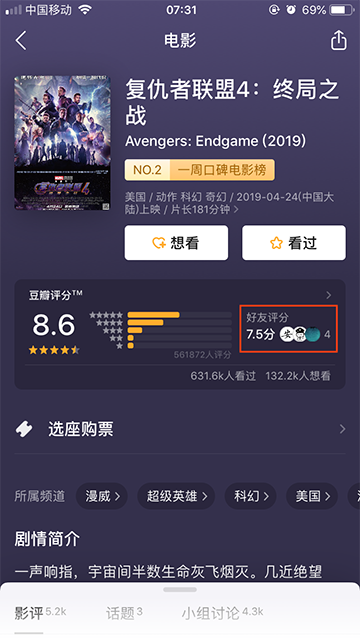 中国移动
07:31
69%
电影
复仇者联盟4：终局之
战
Avengers: Endgame (2019)
NO.2 一周口碑电影榜
美国 / 动作 科幻 奇幻 / 2019-04-24(中国大
陆)上映 / 片长181分钟 >
想看
看过
豆瓣评分TM
8.6
561872人评分
好友评分
7.5分 4
631.6k人看过 132.2k人想看
选座购票
所属频道 漫威 超级英雄 科幻 美国
剧情简介
一声响指，宇宙间半数生命灰飞烟灭。几近绝望
影评 5.2k 话题 3 小组讨论 4.3k